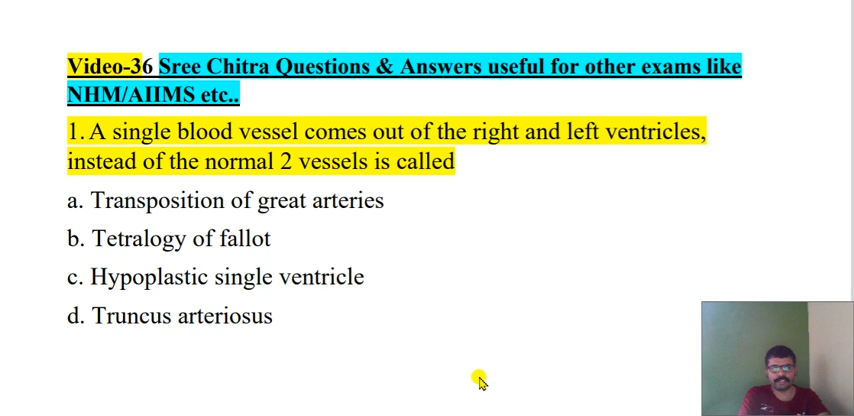 Video-36 Sree Chitra Questions & Answers useful for other exams like
NHM/AIIMS etc..
1. A single blood vessel comes out of the right and left ventricles,
instead of the normal 2 vessels is called
a. Transposition of great arteries
b. Tetralogy of fallot
c. Hypoplastic single ventricle
d. Truncus arteriosus